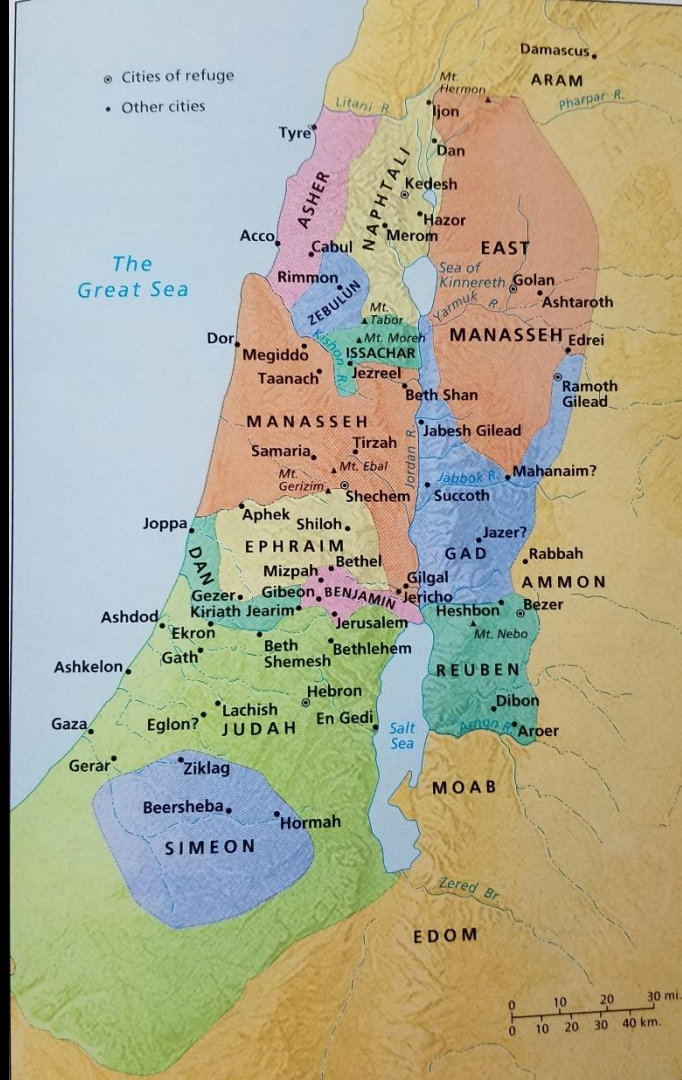 Cities of refuge
Other cities
Damascus
ARAM
Mt.
Hermon
Pharpar R.
Litani R.
Ijon
Tyre
Dan
ASHER
NAPHTALI
Kedesh
Hazor
Merom
Acco
Cabul
EAST
The
Great Sea
Rimmon
Sea of
Kinnereth
Golan
Ashtaroth
ZEBULUN
Yarmuk R.
Mt.
Tabor
MANASSEH
Edrei
Dor
Kishon R.
Mt. Moreh
ISSACHAR
Megiddo
Taanach
Jezreel
Ramoth
Gilead
Beth Shan
MANASSEH
Jordan R.
Jabesh Gilead
Tirzah
Samaria
Mt. Ebal
Mt.
Gerizim
Jabbok R.
Mahanaim?
Shechem
Succoth
Aphek
Joppa
Shiloh
DAN
EPHRAIM
Jazer?
GAD
Bethel
Rabbah
Mizpah
Gilgal
AMMON
Gezer
Gibeon
BENJAMIN
Jericho
Kiriath Jearim
Heshbon
Bezer
Ashdod
Jerusalem
Ekron
Mt. Nebo
Gath
Beth
Shemesh
Bethlehem
Ashkelon
REUBEN
Hebron
Lachish
Dibon
Gaza
Eglon?
JUDAH
En Gedi
Salt
Sea
Arnon R.
Aroer
Gerar
Ziklag
MOAB
Beersheba
Hormah
SIMEON
Zered Br.
EDOM
0 10 20 30 mi.
0 10 20 30 40 km.